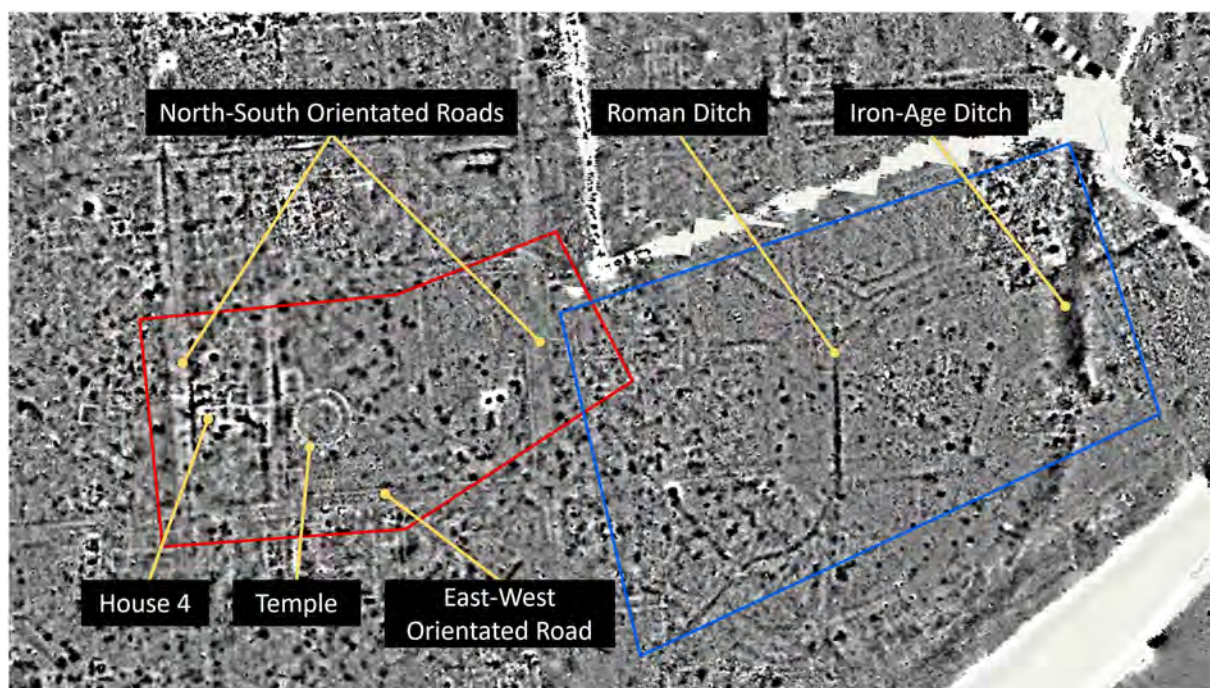 North-South Orientated Roads
Roman Ditch
Iron-Age Ditch
House 4
Temple
East-West
Orientated Road